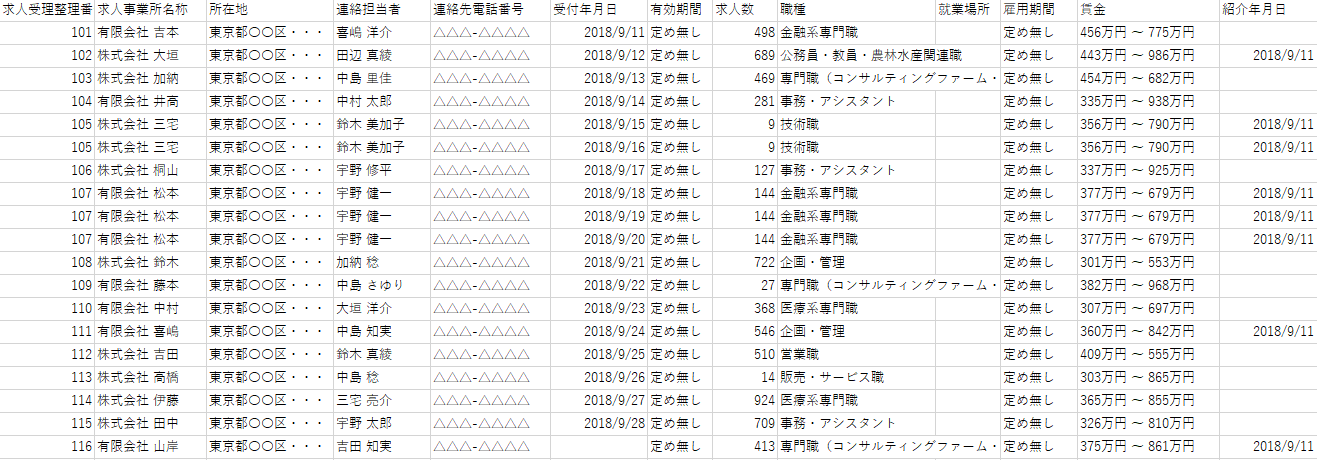 求人受理整理番 求人事業所名称 所在地 連絡担当者 連絡先電話番号 受付年月日 有効期間 求人数 職種 就業場所 雇用期間 賃金 紹介年月日
101 有限会社 吉本 東京都〇〇区・・・ 喜嶋 洋介 △△△-△△△△ 2018/9/11 定め無し 498 金融系専門職 定め無し 456万円 ～ 775万円
102 株式会社 大垣 東京都〇〇区・・・ 田辺 真綾 △△△-△△△△ 2018/9/12 定め無し 689 公務員・教員・農林水産関連職 定め無し 443万円 ～ 986万円 2018/9/11
103 株式会社 加納 東京都〇〇区・・・ 中島 里佳 △△△-△△△△ 2018/9/13 定め無し 469 専門職（コンサルティングファーム・ 定め無し 454万円 ～ 682万円
104 有限会社 井高 東京都〇〇区・・・ 中村 太郎 △△△-△△△△ 2018/9/14 定め無し 281 事務・アシスタント 定め無し 335万円 ～ 938万円
105 株式会社 三宅 東京都〇〇区・・・ 鈴木 美加子 △△△-△△△△ 2018/9/15 定め無し 9 技術職 定め無し 356万円 ～ 790万円 2018/9/11
105 株式会社 三宅 東京都〇〇区・・・ 鈴木 美加子 △△△-△△△△ 2018/9/16 定め無し 9 技術職 定め無し 356万円 ～ 790万円 2018/9/11
106 株式会社 桐山 東京都〇〇区・・・ 宇野 修平 △△△-△△△△ 2018/9/17 定め無し 127 事務・アシスタント 定め無し 337万円 ～ 925万円
107 有限会社 松本 東京都〇〇区・・・ 宇野 健一 △△△-△△△△ 2018/9/18 定め無し 144 金融系専門職 定め無し 377万円 ～ 679万円 2018/9/11
107 有限会社 松本 東京都〇〇区・・・ 宇野 健一 △△△-△△△△ 2018/9/19 定め無し 144 金融系専門職 定め無し 377万円 ～ 679万円 2018/9/11
107 有限会社 松本 東京都〇〇区・・・ 宇野 健一 △△△-△△△△ 2018/9/20 定め無し 144 金融系専門職 定め無し 377万円 ～ 679万円 2018/9/11
108 株式会社 鈴木 東京都〇〇区・・・ 加納 稔 △△△-△△△△ 2018/9/21 定め無し 722 企画・管理 定め無し 301万円 ～ 553万円
109 有限会社 藤本 東京都〇〇区・・・ 中島 さゆり △△△-△△△△ 2018/9/22 定め無し 27 専門職（コンサルティングファーム・ 定め無し 382万円 ～ 968万円
110 有限会社 中村 東京都〇〇区・・・ 大垣 洋介 △△△-△△△△ 2018/9/23 定め無し 368 医療系専門職 定め無し 307万円 ～ 697万円
111 有限会社 喜嶋 東京都〇〇区・・・ 中島 知実 △△△-△△△△ 2018/9/24 定め無し 546 企画・管理 定め無し 360万円 ～ 842万円 2018/9/11
112 株式会社 吉田 東京都〇〇区・・・ 鈴木 真綾 △△△-△△△△ 2018/9/25 定め無し 510 営業職 定め無し 409万円 ～ 555万円
113 株式会社 高橋 東京都〇〇区・・・ 中島 稔 △△△-△△△△ 2018/9/26 定め無し 14 販売・サービス職 定め無し 303万円 ～ 865万円
114 株式会社 伊藤 東京都〇〇区・・・ 三宅 亮介 △△△-△△△△ 2018/9/27 定め無し 924 医療系専門職 定め無し 365万円 ～ 855万円
115 株式会社 田中 東京都〇〇区・・・ 宇野 太郎 △△△-△△△△ 2018/9/28 定め無し 709 事務・アシスタント 定め無し 326万円 ～ 810万円
116 有限会社 山岸 東京都〇〇区・・・ 吉田 知実 △△△-△△△△ 定め無し 413 専門職（コンサルティングファーム・ 定め無し 375万円 ～ 861万円 2018/9/11